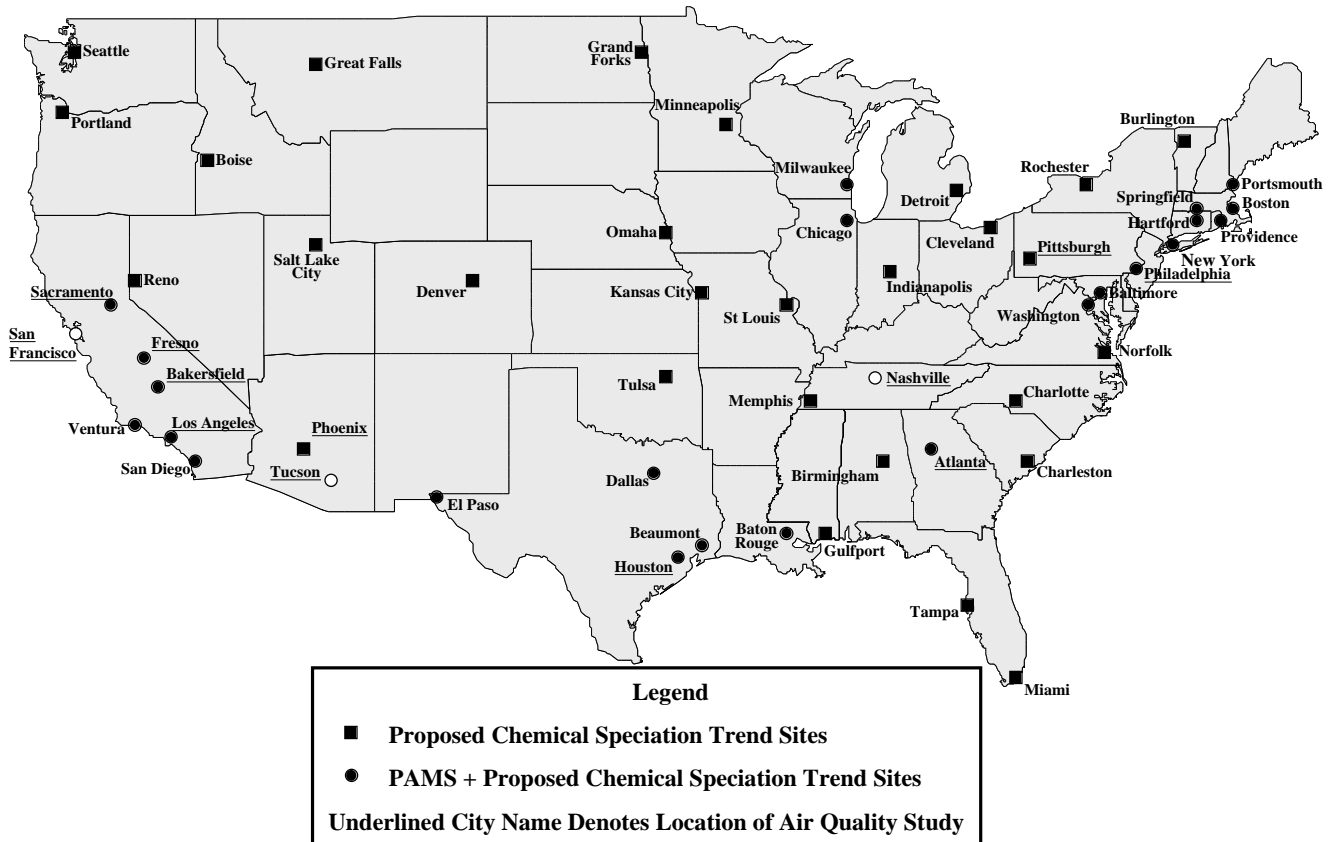 Seattle
Great Falls
Grand
Forks
Minneapolis
Portland
Burlington
Boise
Milwaukee
Rochester
Portsmouth
Detroit
Springfield
Boston
Omaha
Chicago
Cleveland
Hartford
Providence
Salt Lake
City
Pittsburgh
New York
Reno
Denver
Kansas City
Indianapolis
Philadelphia
Sacramento
Baltimore
St Louis
Washington
San
Francisco
Fresno
Norfolk
Bakersfield
Tulsa
Nashville
Memphis
Charlotte
Ventura
Los Angeles
Phoenix
San Diego
Tucson
Dallas
Birmingham
Atlanta
Charleston
El Paso
Beaumont
Baton
Rouge
Gulfport
Houston
Tampa
Miami
Legend
Proposed Chemical Speciation Trend Sites
PAMS + Proposed Chemical Speciation Trend Sites
Underlined City Name Denotes Location of Air Quality Study